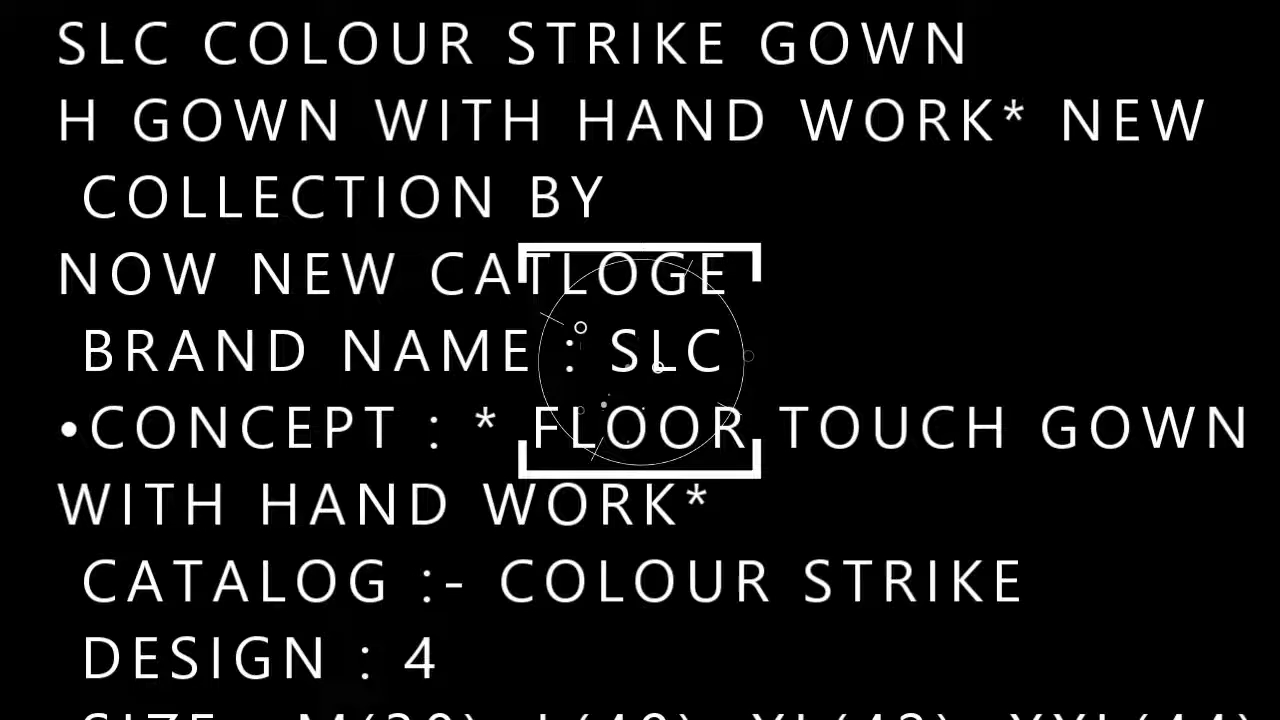 SLC COLOUR STRIKE GOWN
H GOWN WITH HAND WORK* NEW
COLLECTION BY
NOW NEW CATLOGE
BRAND NAME : SLC
•CONCEPT : * FLOOR TOUCH GOWN
WITH HAND WORK*
CATALOG :- COLOUR STRIKE
DESIGN : 4